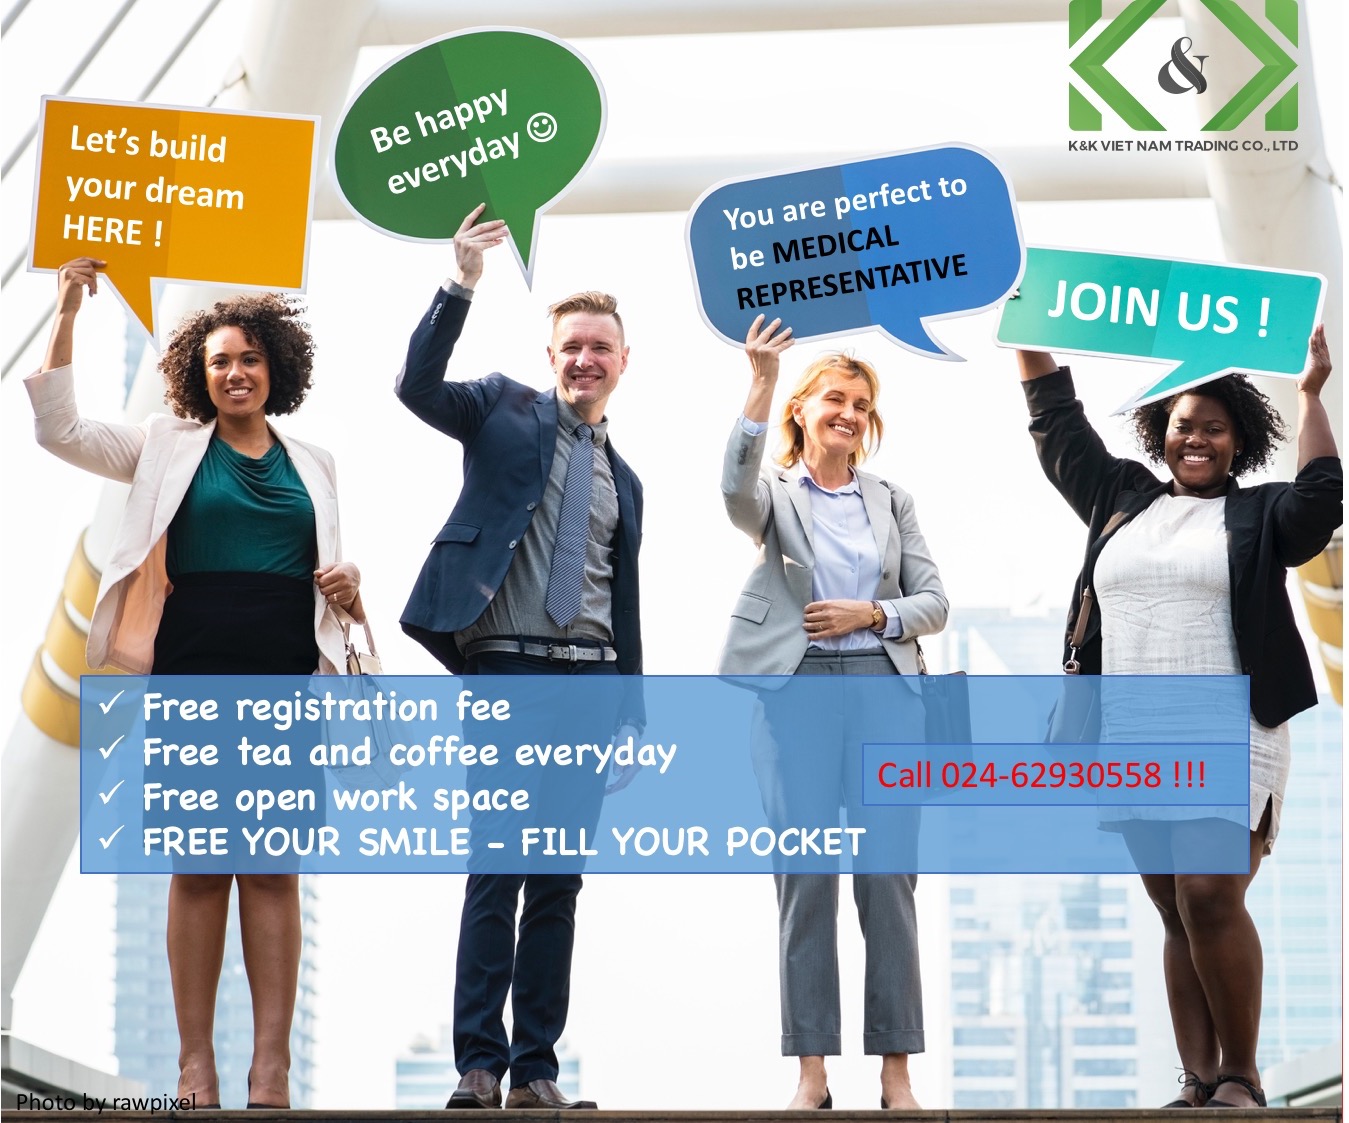 &
K&K VIET NAM TRADING CO., LTD
Let's build
your dream
HERE !
Be happy
everyday ☺
You are perfect to
be MEDICAL
REPRESENTATIVE
JOIN US !
✓ Free registration fee
✓ Free tea and coffee everyday
✓ Free open work space
✓ FREE YOUR SMILE – FILL YOUR POCKET
Call 024-62930558 !!!
Photo by rawpixel